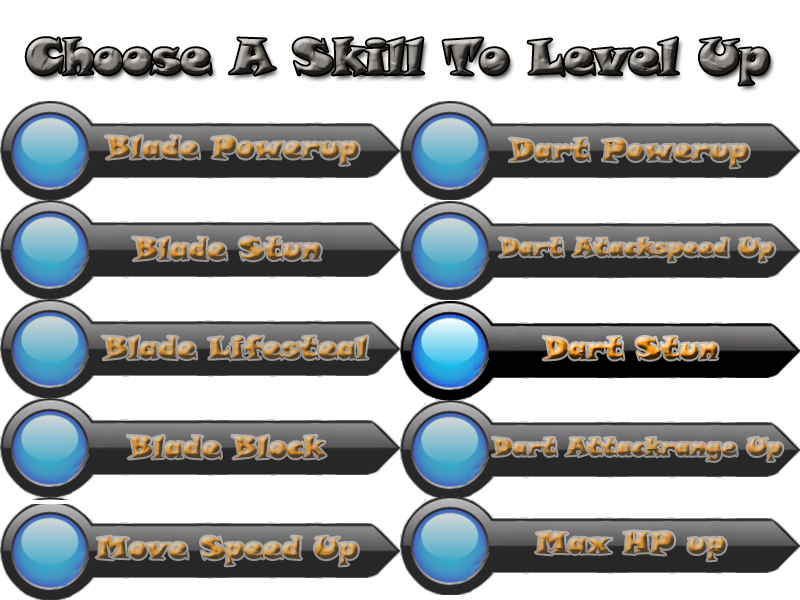 Choose A Skill To Level Up
Blade Powerup
Dart Powerup
Blade Stun
Dart Atackspeed Up
Blade Lifesteal
Dart Stun
Blade Block
Dart Attackrange Up
Move Speed Up
Max HP up